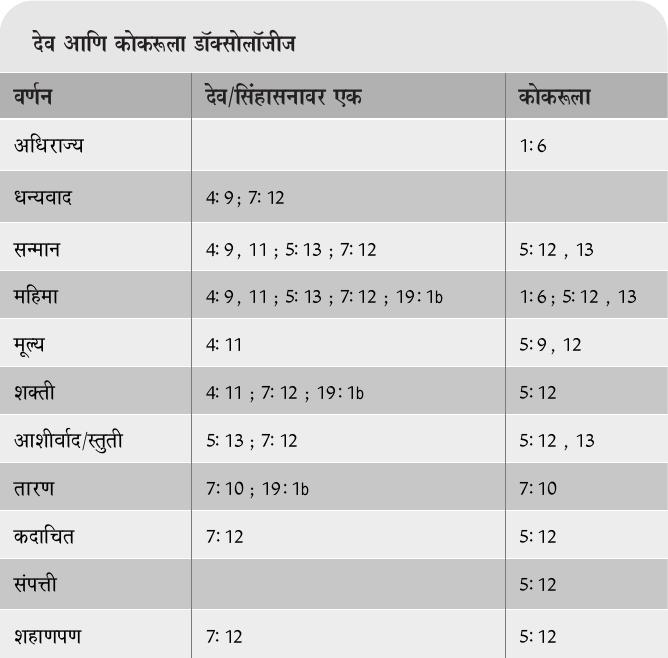 देव आणि कोकरूला डॉक्सोलॉजीज
वर्णन देव/सिंहासनावर एक कोकरूला
अधिराज्य 1:6
धन्यवाद 4:9; 7:12
सन्मान 4:9, 11 ; 5:13 ; 7:12 5:12 , 13
महिमा 4:9, 11 ; 5:13 ; 7:12 ; 19:1b 1:6 ; 5:12 , 13
मूल्य 4:11 5:9 , 12
शक्ती 4:11 ; 7:12 ; 19:1b 5:12
आशीर्वाद/स्तुती 5:13 ; 7:12 5:12 , 13
तारण 7:10 ; 19:1b 7:10
कदाचित 7:12 5:12
संपत्ती 5:12
शहाणपण 7:12 5:12